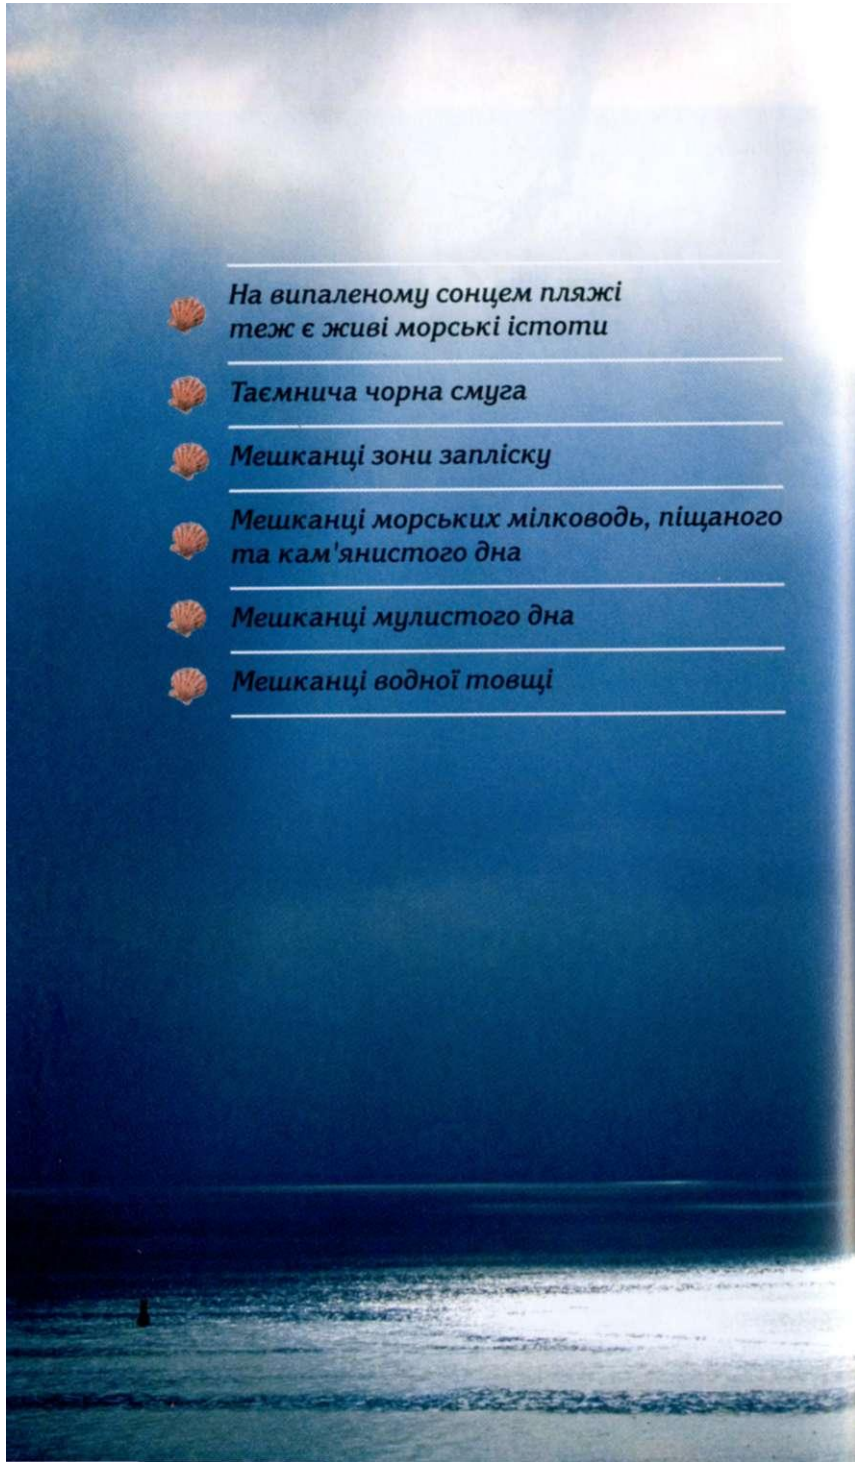 На випаленому сонцем пляжі
теж є живі морські істоти
Таємнича чорна смуга
Мешканці зони запліску
Мешканці морських мілководь, піщаного
та кам'янистого дна
Мешканці мулистого дна
Мешканці водної товщі